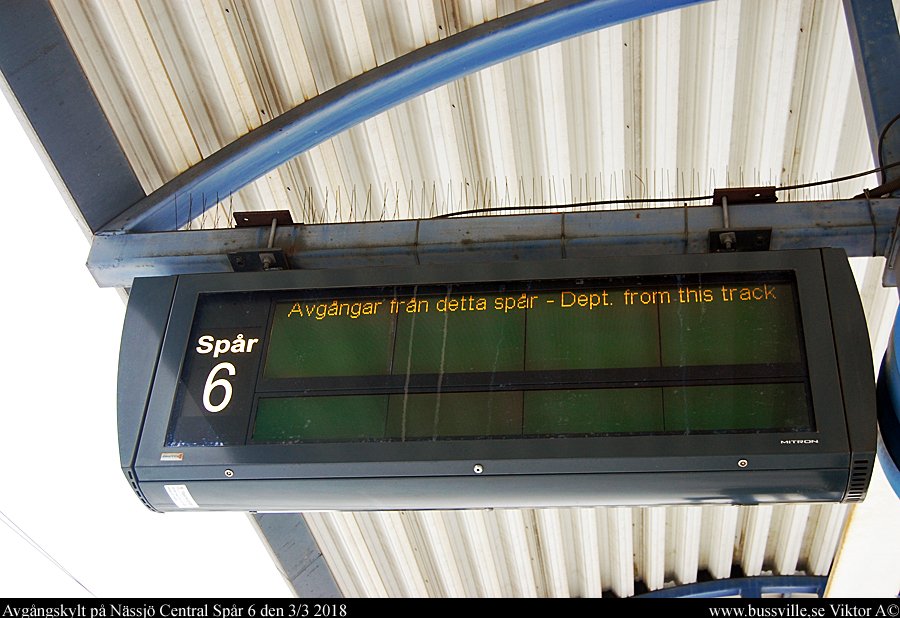 Avgångar från detta spår - Dept. from this track
Spår
6
MITRON
Avgångskylt på Nässjö Central Spår 6 den 3/3 2018
www.bussville.se Viktor A©